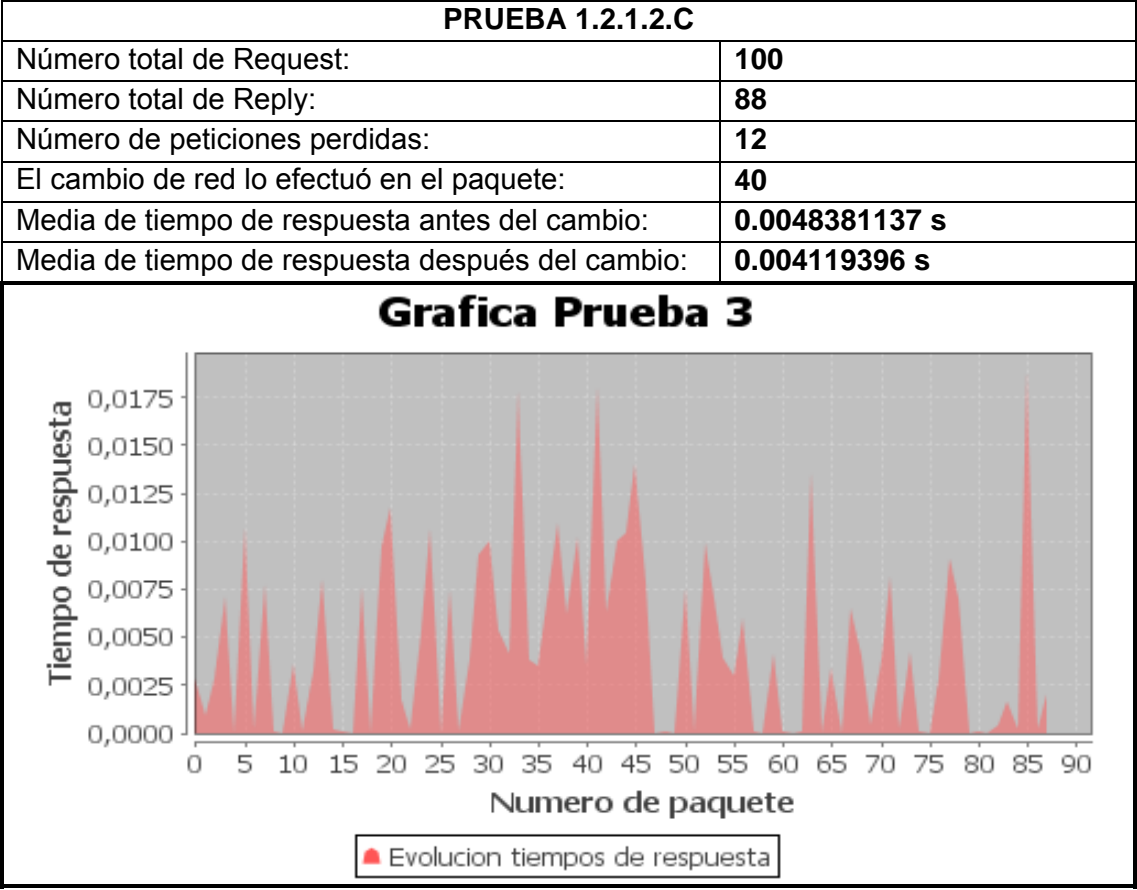 PRUEBA 1.2.1.2.C
Número total de Request: 100
Número total de Reply: 88
Número de peticiones perdidas: 12
El cambio de red lo efectuó en el paquete: 40
Media de tiempo de respuesta antes del cambio: 0.0048381137 s
Media de tiempo de respuesta después del cambio: 0.004119396 s
Grafica Prueba 3
Tiempo de respuesta
0,0175
0,0150
0,0125
0,0100
0,0075
0,0050
0,0025
0,0000
0 5 10 15 20 25 30 35 40 45 50 55 60 65 70 75 80 85 90
Numero de paquete
Evolucion tiempos de respuesta